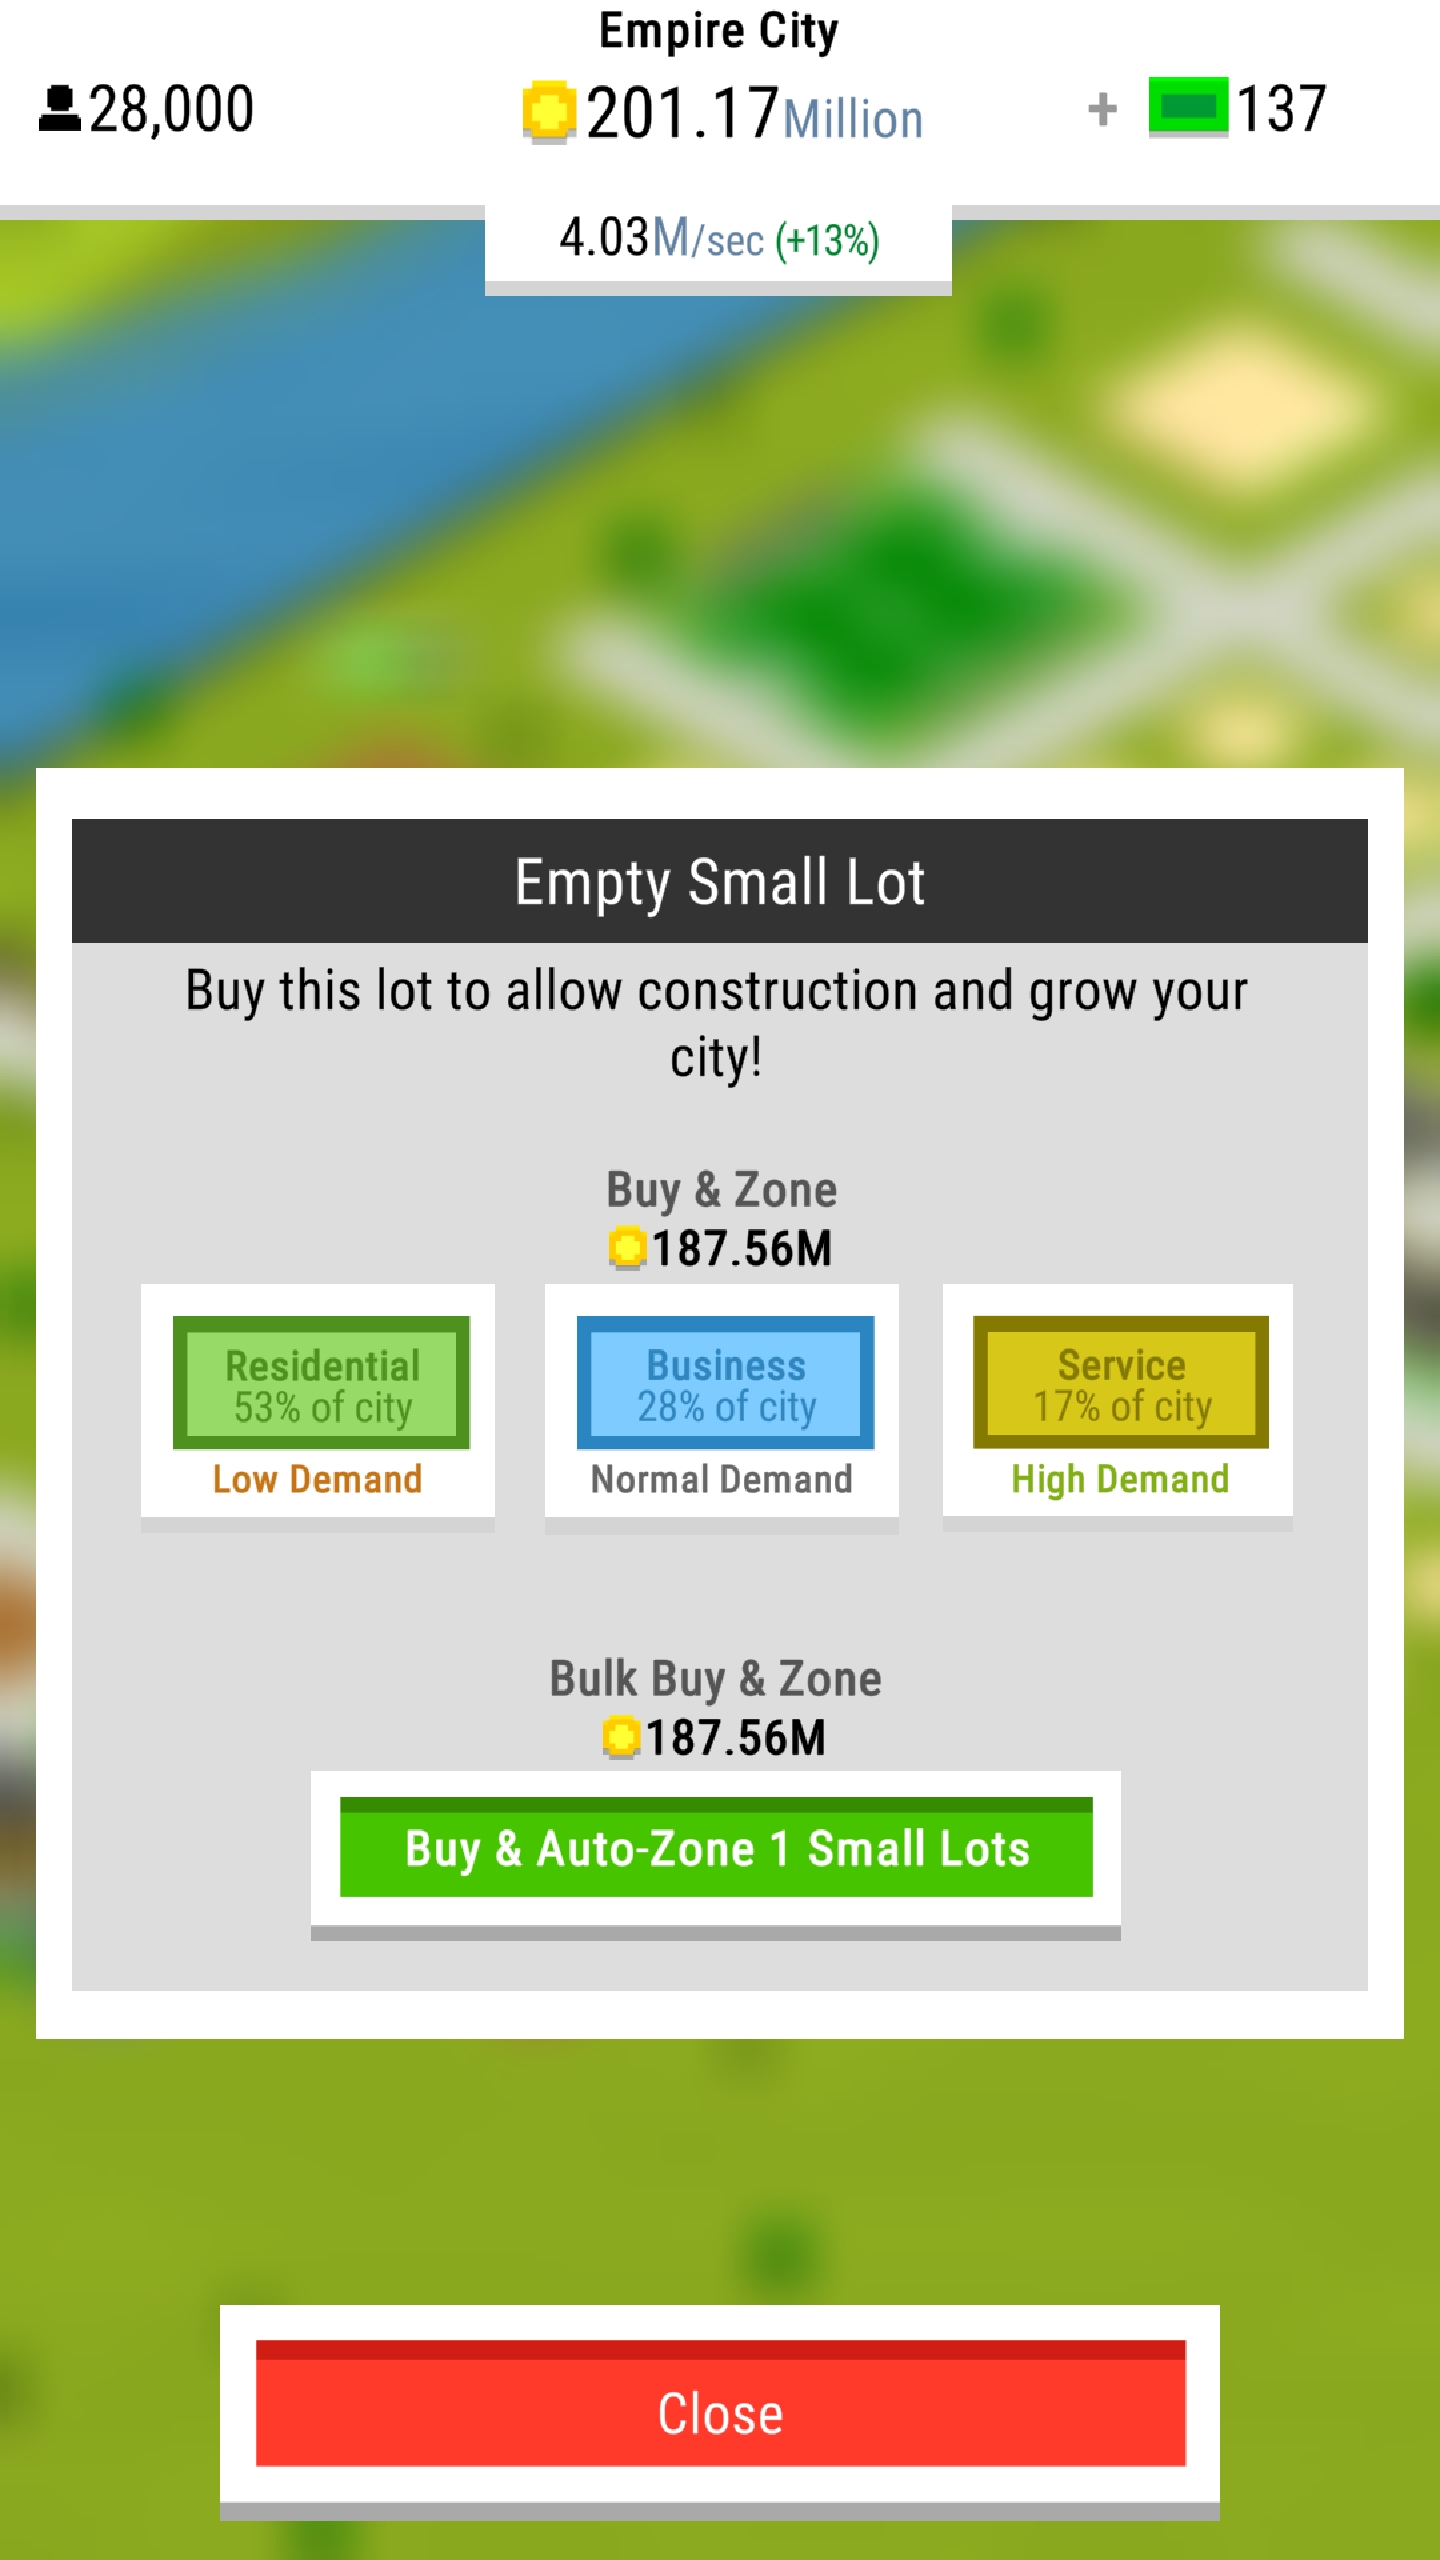 Empire City
28,000
201.17Million
+ 137
4.03M/sec (+13%)
Empty Small Lot
Buy this lot to allow construction and grow your
city!
Buy & Zone
187.56M
Residential
53% of city
Low Demand
Business
28% of city
Normal Demand
Service
17% of city
High Demand
Bulk Buy & Zone
187.56M
Buy & Auto-Zone 1 Small Lots
Close